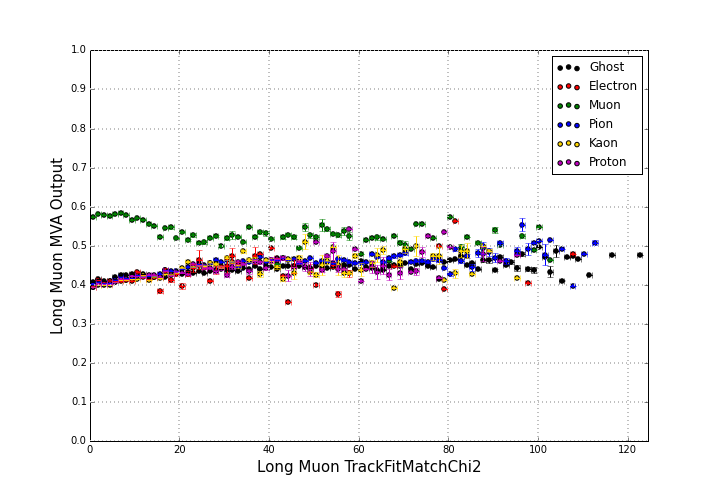 1.0
0.9
0.8
0.7
0.6
0.5
0.4
0.3
0.2
0.1
0.0
Long Muon MVA Output
Ghost
Electron
Muon
Pion
Kaon
Proton
0 20 40 60 80 100 120
Long Muon TrackFitMatchChi2